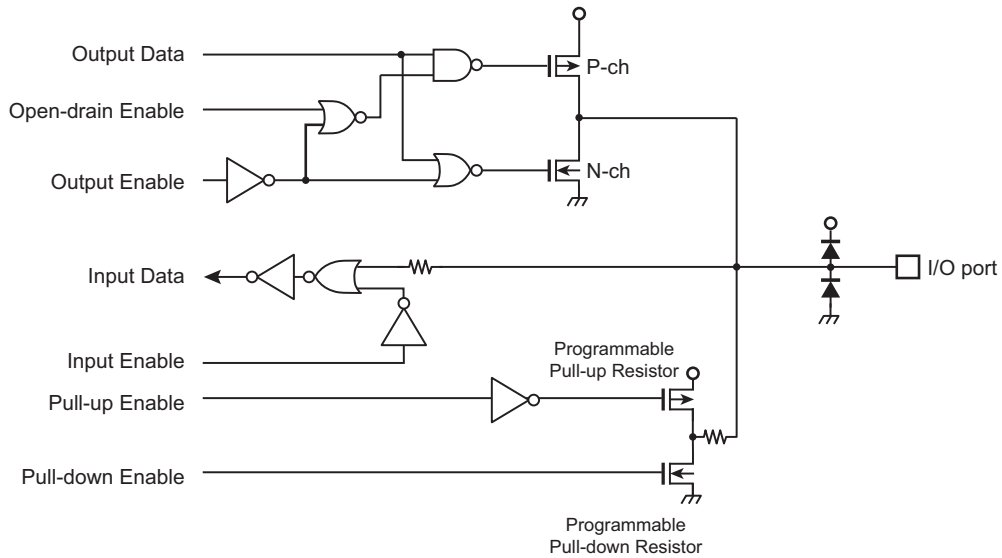 Output Data
P-ch
Open-drain Enable
Output Enable
N-ch
Input Data
I/O port
Input Enable
Programmable
Pull-up Resistor
Pull-up Enable
Pull-down Enable
Programmable
Pull-down Resistor